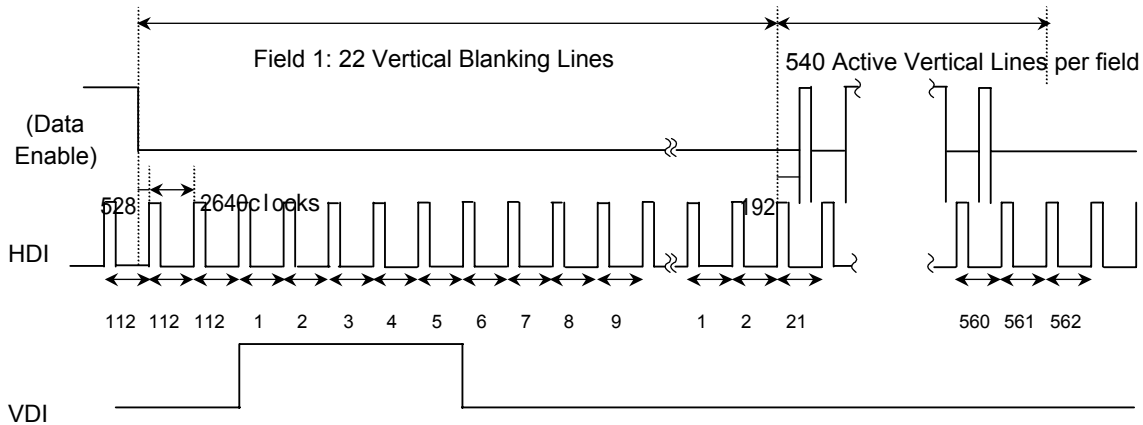 Field 1: 22 Vertical Blanking Lines
540 Active Vertical Lines per field
(Data
Enable)
528
2640clooks
192
HDI
112 112 112 1 2 3 4 5 6 7 8 9 1 2 21 560 561 562
VDI